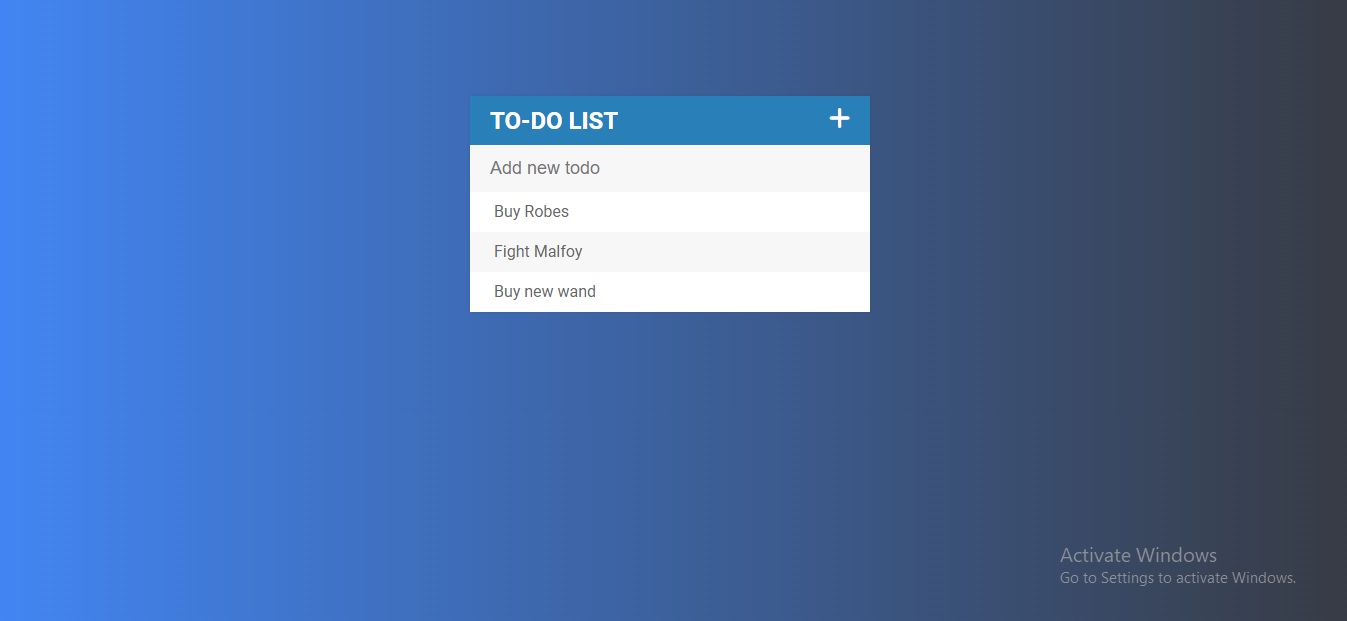 TO-DO LIST +
Add new todo
Buy Robes
Fight Malfoy
Buy new wand
Activate Windows
Go to Settings to activate Windows.